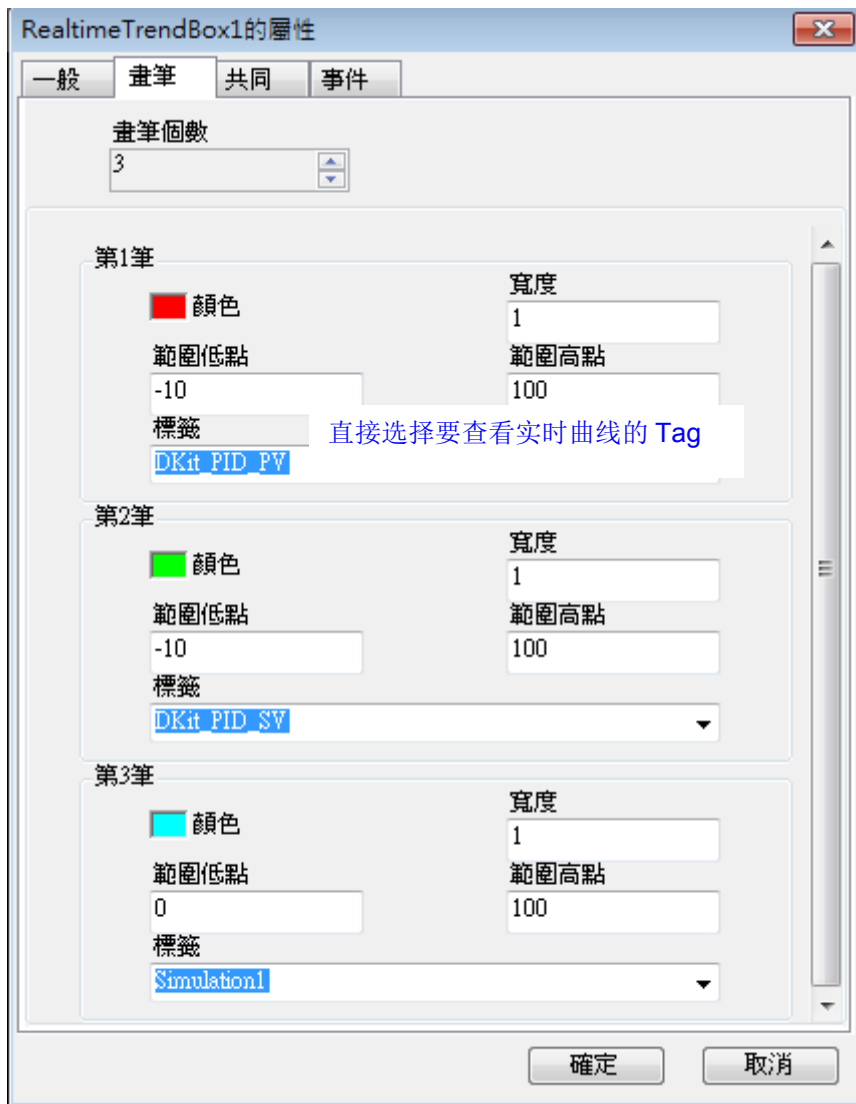 RealtimeTrendBox1的屬性
一般 畫筆 共同 事件
畫筆個數
3
第1筆
顏色
寬度
1
範圍低點 範圍高點
-10 100
標籤
直接选择要查看实时曲线的 Tag
DKit_PID_PV
第2筆
顏色
寬度
1
範圍低點 範圍高點
-10 100
標籤
DKit_PID_SV
第3筆
顏色
寬度
1
範圍低點 範圍高點
0 100
標籤
Simulation1
確定 取消